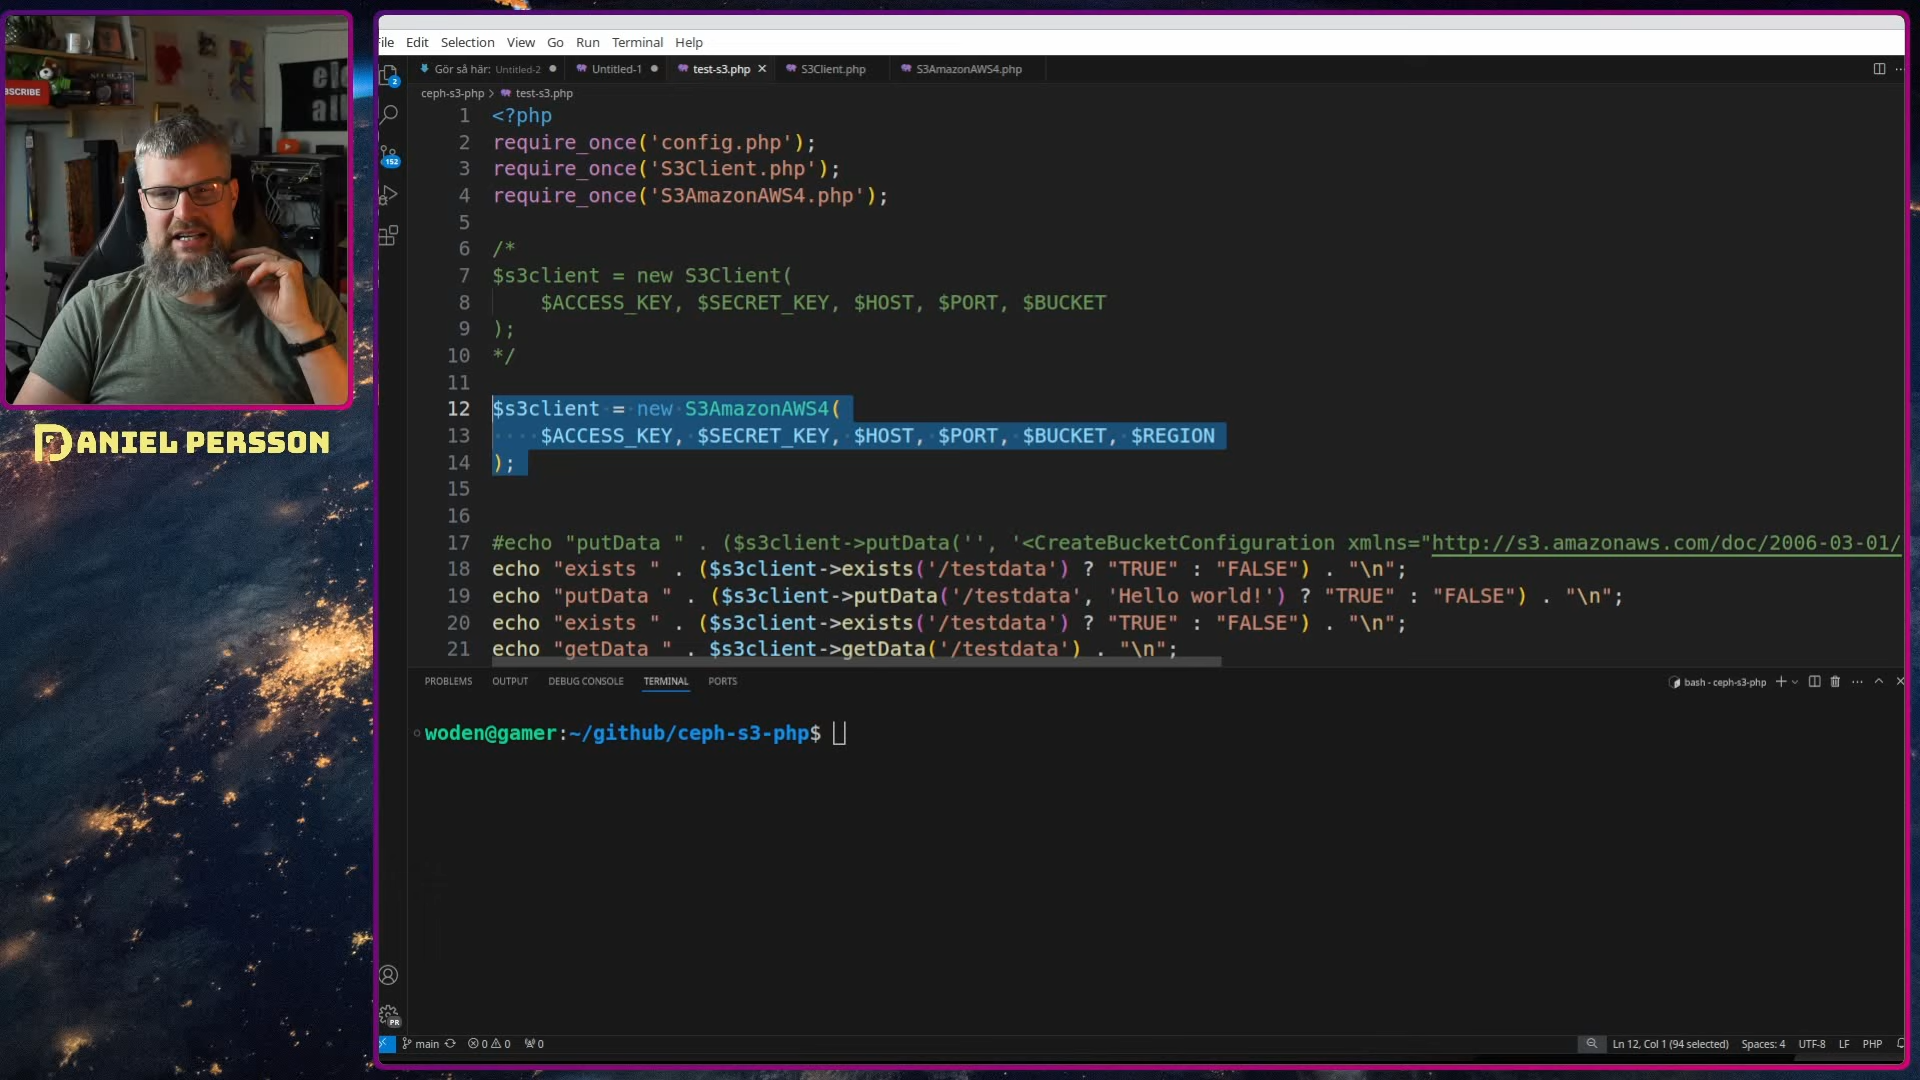 SCRIBE
DANIEL PERSSON
File Edit Selection View Go Run Terminal Help
Gör så här: Untitled-2
Untitled-1
test-s3.php
S3Client.php
S3AmazonAWS4.php
ceph-s3-php > test-s3.php
2
152
1 <?php
2 require_once('config.php');
3 require_once('S3Client.php');
4 require_once('S3AmazonAWS4.php');
5
6 /*
7 $s3client = new S3Client(
8 $ACCESS_KEY, $SECRET_KEY, $HOST, $PORT, $BUCKET
9 );
10 */
11
12 $s3client = new S3AmazonAWS4(
13 $ACCESS_KEY, $SECRET_KEY, $HOST, $PORT, $BUCKET, $REGION
14 );
15
16
17 #echo "putData " . ($s3client->putData('', '<CreateBucketConfiguration xmlns="http://s3.amazonaws.com/doc/2006-03-01/
18 echo "exists " . ($s3client->exists('/testdata') ? "TRUE" : "FALSE") . "\n";
19 echo "putData " . ($s3client->putData('/testdata', 'Hello world!') ? "TRUE" : "FALSE") . "\n";
20 echo "exists " . ($s3client->exists('/testdata') ? "TRUE" : "FALSE") . "\n";
21 echo "getData " . $s3client->getData('/testdata') . "\n";
PROBLEMS OUTPUT DEBUG CONSOLE TERMINAL PORTS
bash - ceph-s3-php
woden@gamer:~/github/ceph-s3-php$
PR
main 0 0 0
Ln 12, Col 1 (94 selected) Spaces: 4 UTF-8 LF PHP